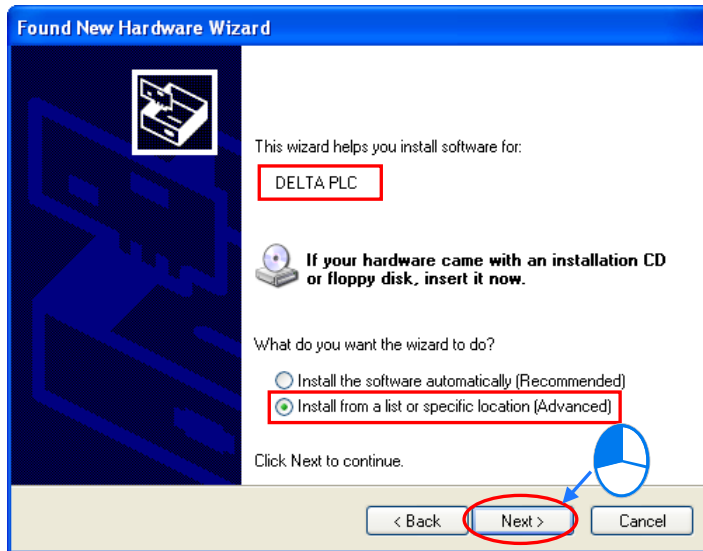 Found New Hardware Wizard
This wizard helps you install software for:
DELTA PLC
If your hardware came with an installation CD
or floppy disk, insert it now.
What do you want the wizard to do?
Install the software automatically (Recommended)
Install from a list or specific location (Advanced)
Click Next to continue.
< Back Next > Cancel